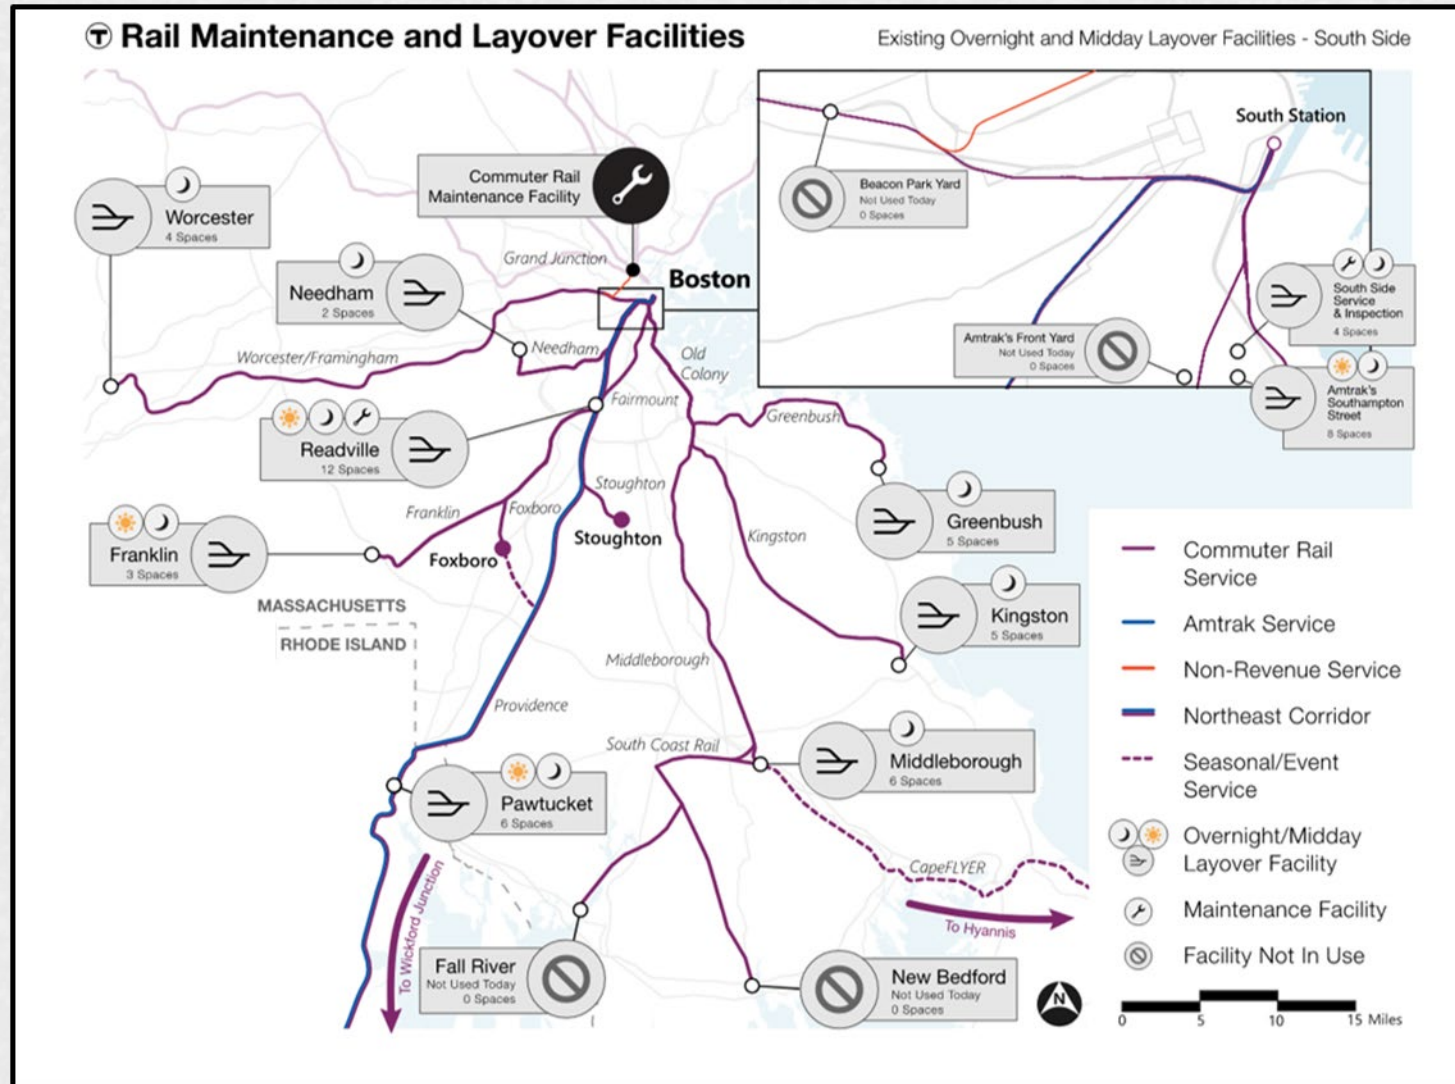 T Rail Maintenance and Layover Facilities
Existing Overnight and Midday Layover Facilities - South Side
South Station
Beacon Park Yard
Not Used Today
0 Spaces
South Side
Service
& Inspection
4 Spaces
Amtrak's Front Yard
Not Used Today
0 Spaces
Amtrak's
Southampton
Street
8 Spaces
Commuter Rail
Maintenance Facility
Worcester
4 Spaces
Grand Junction
Boston
Needham
2 Spaces
Needham
Worcester/Framingham
Old
Colony
Fairmount
Greenbush
Readville
12 Spaces
Stoughton
Franklin
Foxboro
Greenbush
5 Spaces
Stoughton
Kingston
Foxboro
Franklin
3 Spaces
MASSACHUSETTS
RHODE ISLAND
Kingston
5 Spaces
Middleborough
Providence
South Coast Rail
Middleborough
6 Spaces
Pawtucket
6 Spaces
CapeFLYER
To Hyannis
To Wickford Junction
Fall River
Not Used Today
0 Spaces
New Bedford
Not Used Today
0 Spaces
Commuter Rail
Service
Amtrak Service
Non-Revenue Service
Northeast Corridor
Seasonal/Event
Service
Overnight/Midday
Layover Facility
Maintenance Facility
Facility Not In Use
N
0 5 10 15 Miles